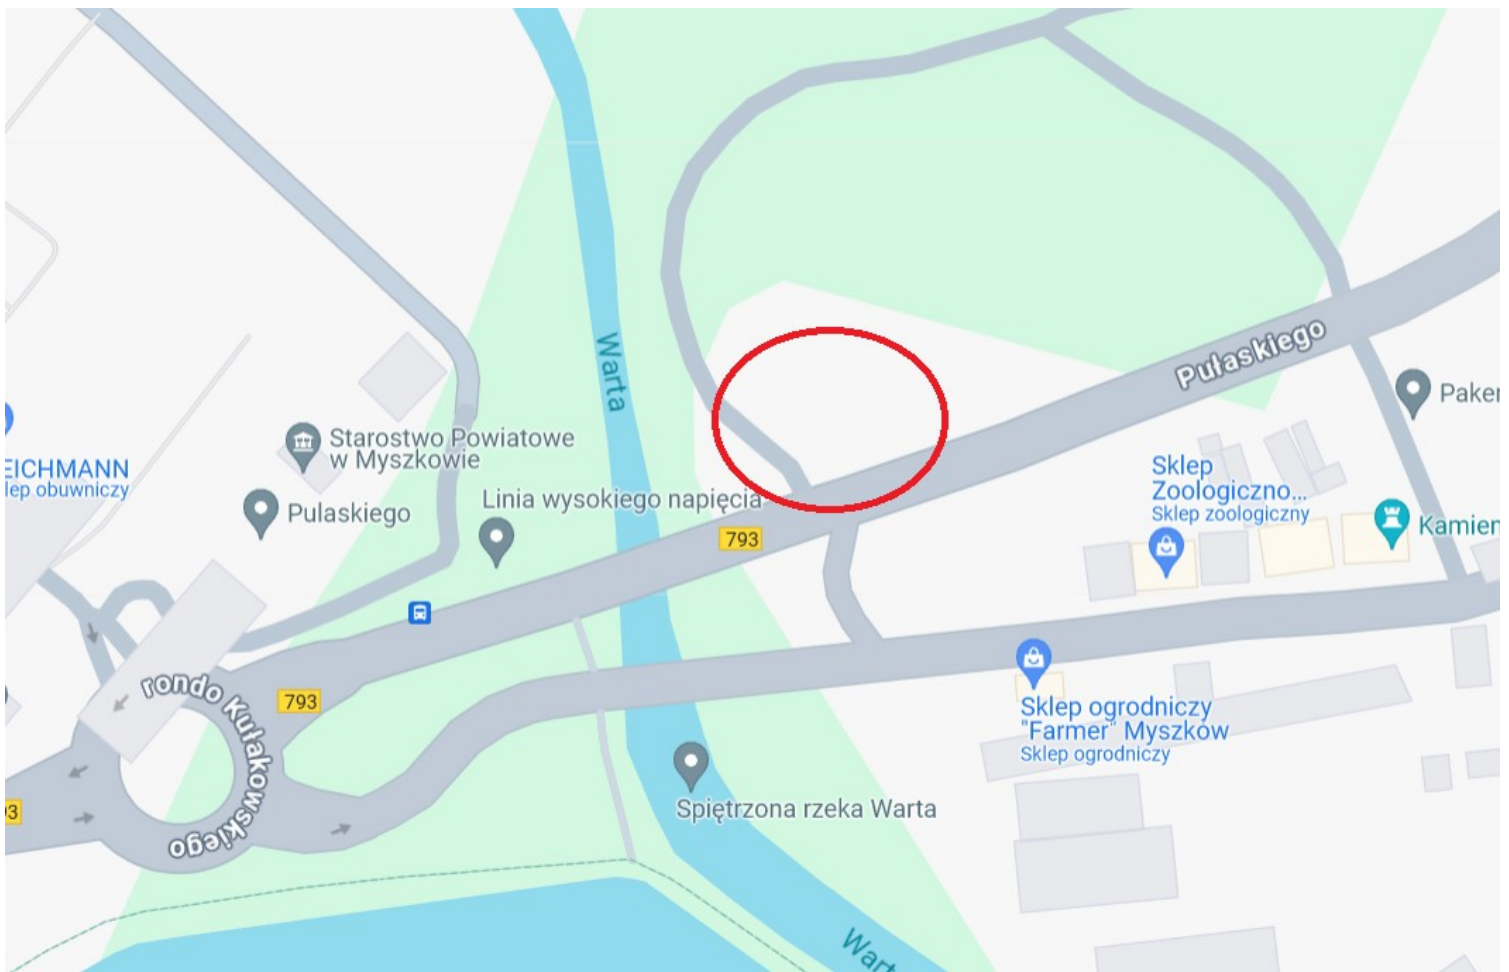 Warta
Pułaskiego
Paker
Starostwo Powiatowe
w Myszkowie
EICHMANN
lep obuwniczy
Sklep
Zoologiczno...
Sklep zoologiczny
Linia wysokiego napięcia
Pulaskiego
Kamien
793
793
rondo Kułakowskiego
Sklep ogrodniczy
"Farmer" Myszków
Sklep ogrodniczy
3
Spiętrzona rzeka Warta
Wart